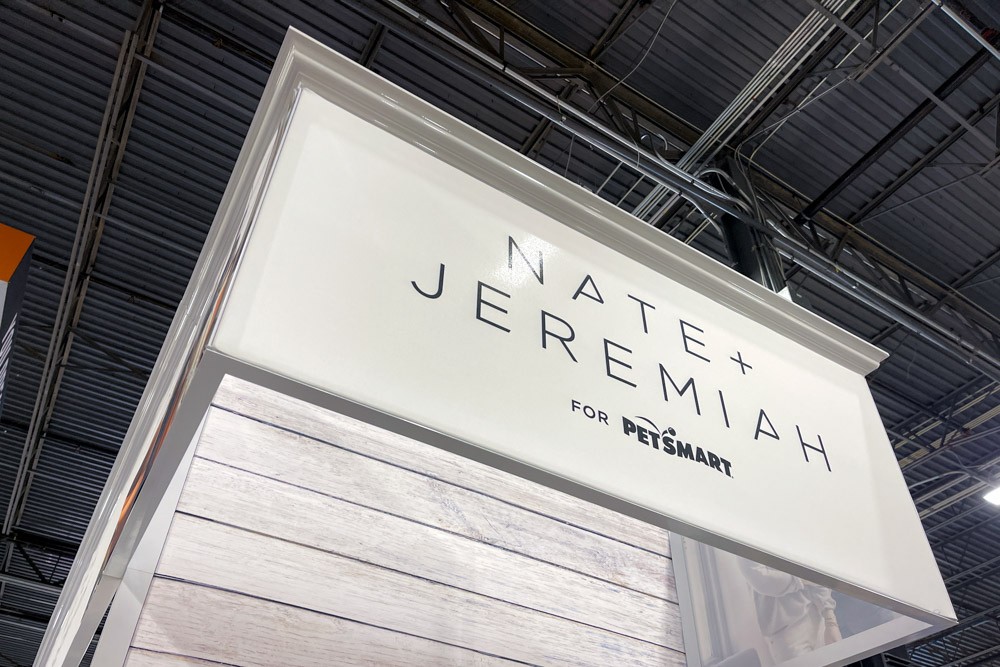 NATE +
JEREMIAH
FOR PETSMART